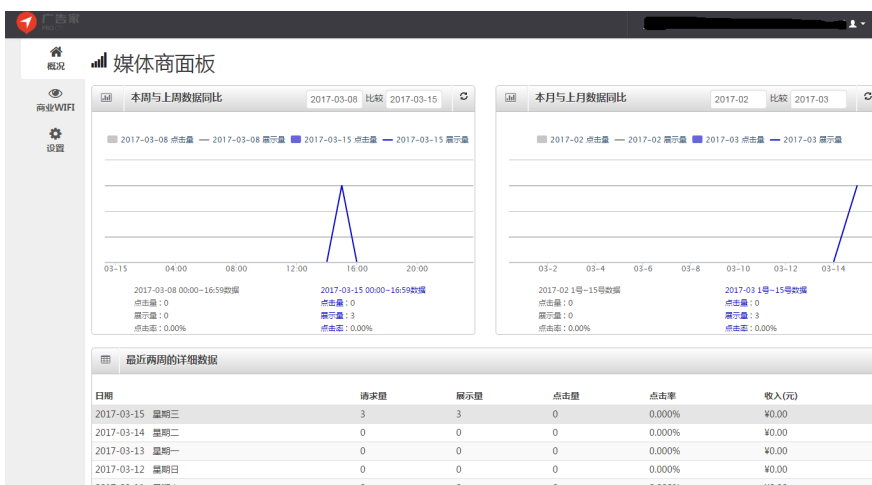 广告家
概况
商业WIFI
设置
媒体商面板
本周与上周数据同比 2017-03-08 比较 2017-03-15
2017-03-08 点击量 2017-03-08 展示量 2017-03-15 点击量 2017-03-15 展示量
03-15 04:00 08:00 12:00 16:00 20:00
2017-03-08 00:00~16:59数据
点击量：0
展示量：0
点击率：0.00%
2017-03-15 00:00~16:59数据
点击量：0
展示量：3
点击率：0.00%
本月与上月数据同比 2017-02 比较 2017-03
2017-02 点击量 2017-02 展示量 2017-03 点击量 2017-03 展示量
03-2 03-4 03-6 03-8 03-10 03-12 03-14
2017-02 1号~15号数据
点击量：0
展示量：0
点击率：0.00%
2017-03 1号~15号数据
点击量：0
展示量：3
点击率：0.00%
最近两周的详细数据
日期 请求量 展示量 点击量 点击率 收入(元)
2017-03-15 星期三 3 3 0 0.000% ¥0.00
2017-03-14 星期二 0 0 0 0.000% ¥0.00
2017-03-13 星期一 0 0 0 0.000% ¥0.00
2017-03-12 星期日 0 0 0 0.000% ¥0.00